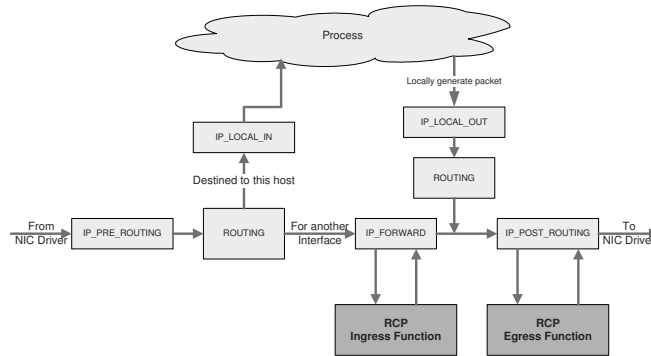 Process
Locally generate packet
IP_LOCAL_IN
IP_LOCAL_OUT
Destined to this host
ROUTING
From
NIC Driver
IP_PRE_ROUTING
ROUTING
For another
Interface
IP_FORWARD
IP_POST_ROUTING
To
NIC Drive
RCP
Ingress Function
RCP
Egress Function